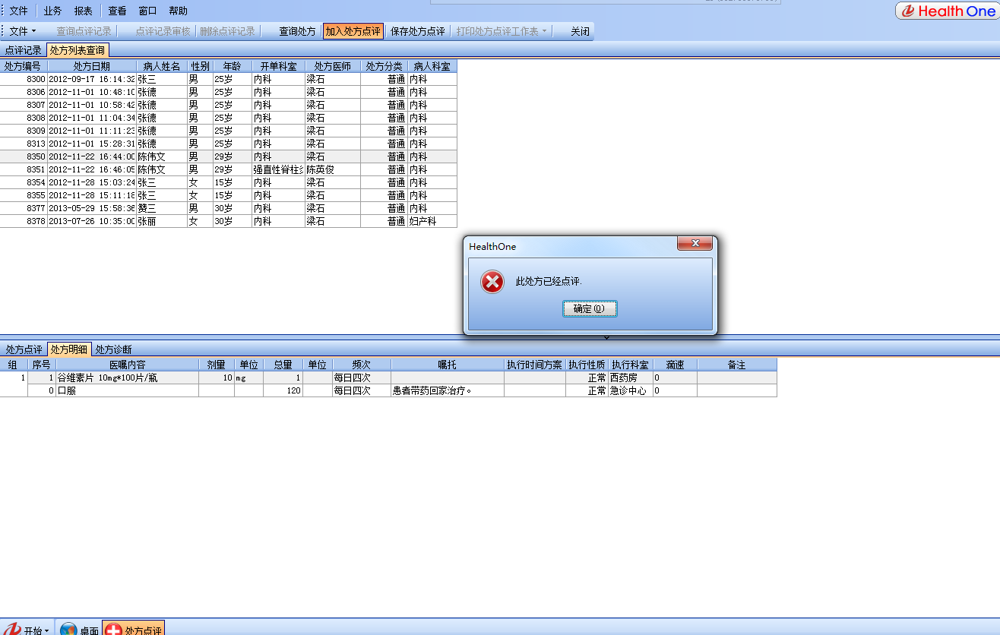 文件 业务 报表 查看 窗口 帮助
Health One
文件 查询点评记录 点评记录审核 删除点评记录 查询处方 加入处方点评 保存处方点评 打印处方点评工作表 关闭
点评记录 处方列表查询
处方编号 处方日期 病人姓名 性别 年龄 开单科室 处方医师 处方分类 病人科室
8300 2012-09-17 16:14:32 张三 男 25岁 内科 梁石 普通 内科
8306 2012-11-01 10:48:10 张德 男 25岁 内科 梁石 普通 内科
8307 2012-11-01 10:58:42 张德 男 25岁 内科 梁石 普通 内科
8308 2012-11-01 11:04:34 张德 男 25岁 内科 梁石 普通 内科
8309 2012-11-01 11:11:23 张德 男 25岁 内科 梁石 普通 内科
8313 2012-11-01 15:28:31 张德 男 25岁 内科 梁石 普通 内科
8350 2012-11-22 16:44:00 陈伟文 男 29岁 内科 梁石 普通 内科
8351 2012-11-22 16:46:05 陈伟文 男 29岁 强直性脊柱 陈英俊 普通 内科
8354 2012-11-28 15:03:24 张三 女 15岁 内科 梁石 普通 内科
8355 2012-11-28 15:11:18 张三 女 15岁 内科 梁石 普通 内科
8377 2013-05-29 15:58:36 赞三 男 30岁 内科 梁石 普通 内科
8378 2013-07-26 10:35:00 张丽 女 30岁 内科 梁石 普通 妇产科
HealthOne
此处方已经点评.
确定(O)
处方点评 处方明细 处方诊断
组 序号 医嘱内容 剂量 单位 总量 单位 频次 嘱托 执行时间方案 执行性质 执行科室 滴速 备注
1 1 谷维素片 10mg*100片/瓶 10 mg 1 每日四次 正常 西药房 0
0 口服 120 每日四次 患者带药回家治疗。 正常 急诊中心 0
开始 桌面 处方点评